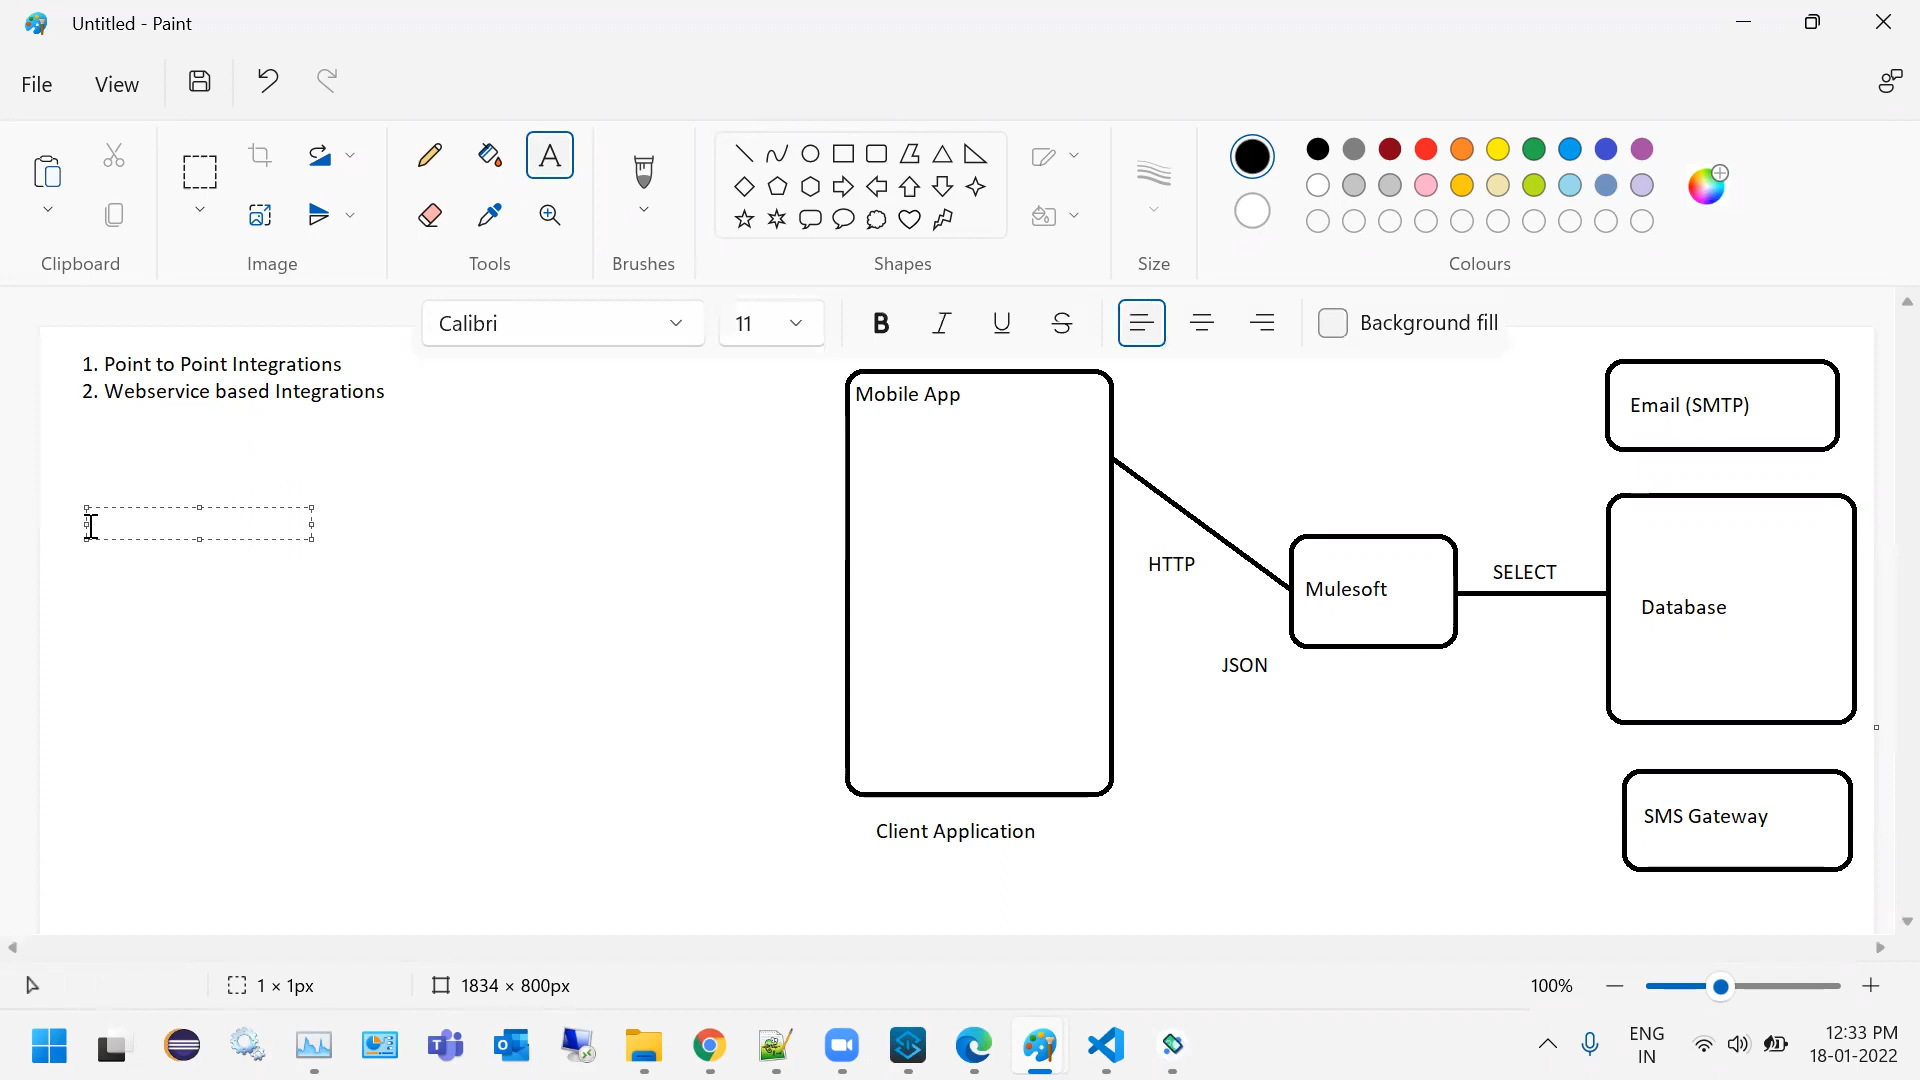 Untitled - Paint
File
View
Clipboard
Image
Tools
Brushes
Shapes
Size
Colours
Calibri
11
B
I
U
S
Background fill
1. Point to Point Integrations
2. Webservice based Integrations
Mobile App
Email (SMTP)
HTTP
SELECT
Mulesoft
Database
JSON
SMS Gateway
Client Application
1 × 1px
1834 × 800px
100%
ENG
IN
12:33 PM
18-01-2022